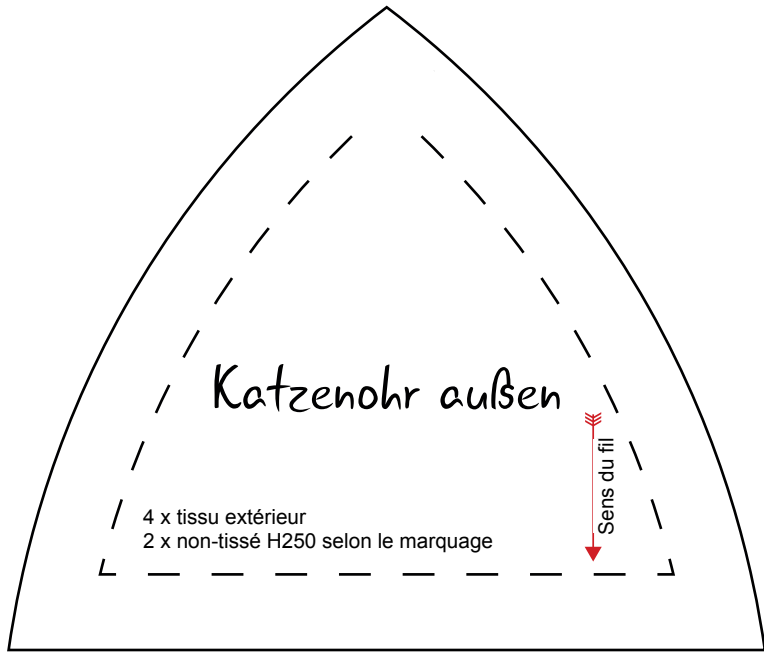 Katzenohr außen
Sens du fil
4 x tissu extérieur
2 x non-tissé H250 selon le marquage